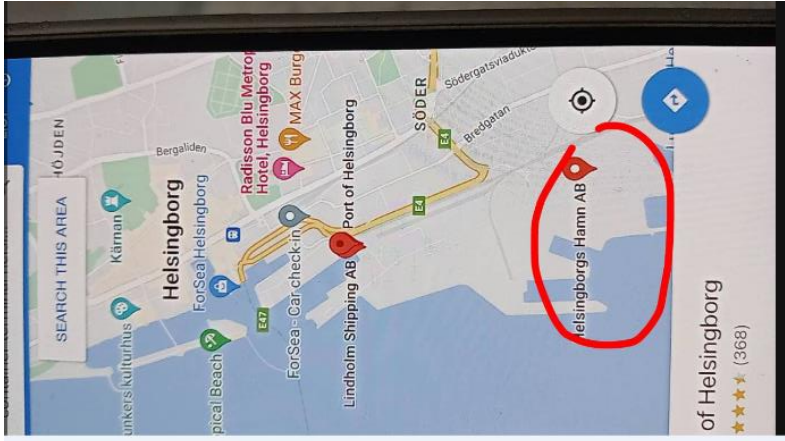 SEARCH THIS AREA
HÖJDEN
Kärnan
Bergaliden
Helsingborg
ForSea Helsingborg
Radisson Blu Metrop
Hotel, Helsingborg
MAX Burg
unkers kulturhus
pical Beach
E47
ForSea - Car check-in
Lindholm Shipping AB
Port of Helsingborg
E4
SÖDER
E4
Bredgatan
Södergatsviadukt
Helsingborgs Hamn AB
of Helsingborg
(368)